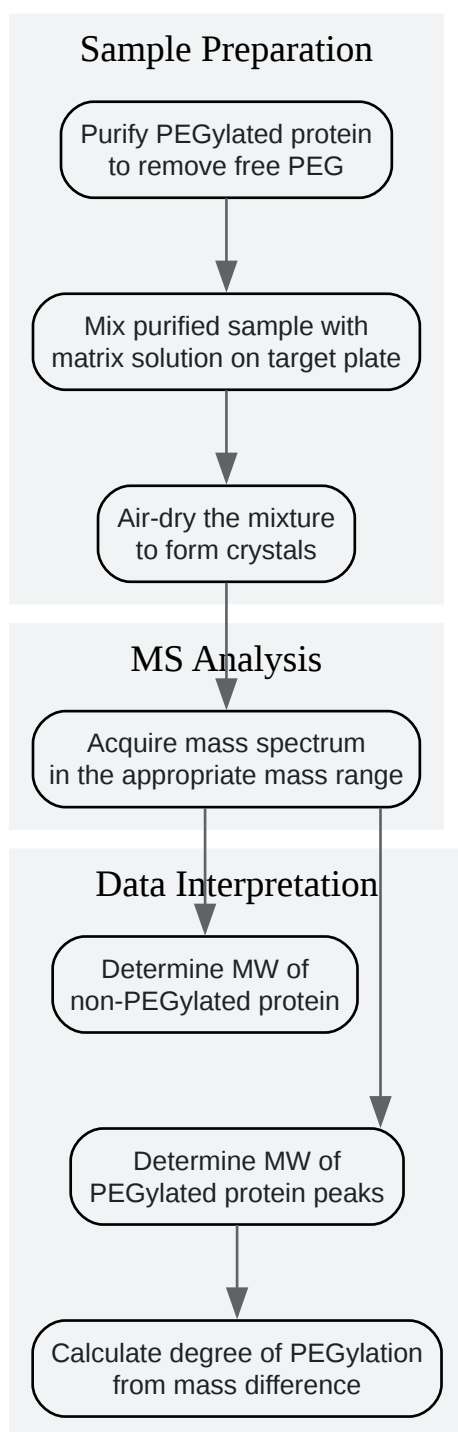 Sample Preparation
Purify PEGylated protein
to remove free PEG
Mix purified sample with
matrix solution on target plate
Air-dry the mixture
to form crystals
MS Analysis
Acquire mass spectrum
in the appropriate mass range
Data Interpretation
Determine MW of
non-PEGylated protein
Determine MW of
PEGylated protein peaks
Calculate degree of PEGylation
from mass difference